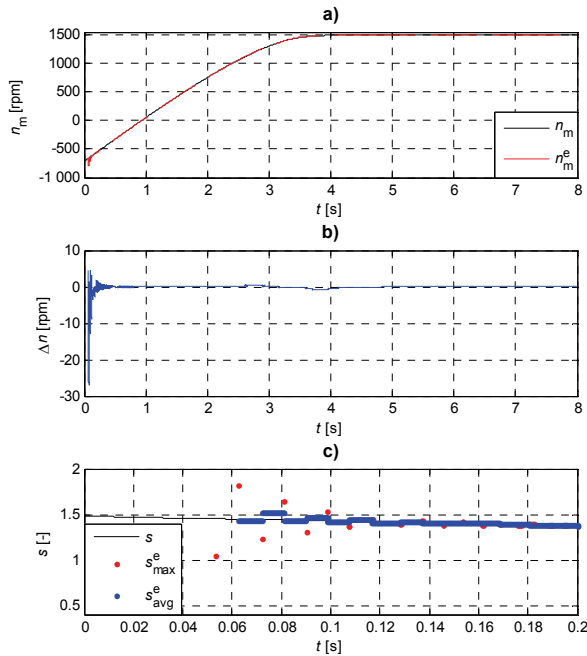 a)
1500
1000
500
0
-500
-1 000
n_m [rpm]
n_m
n_m^e
0 1 2 3 4 5 6 7 8
t [s]
b)
10
0
-10
-20
-30
Δn [rpm]
0 1 2 3 4 5 6 7 8
t [s]
c)
2
1.5
1
0.5
s [-]
s
s^e_max
s^e_avg
0 0.02 0.04 0.06 0.08 0.1 0.12 0.14 0.16 0.18 0.2
t [s]